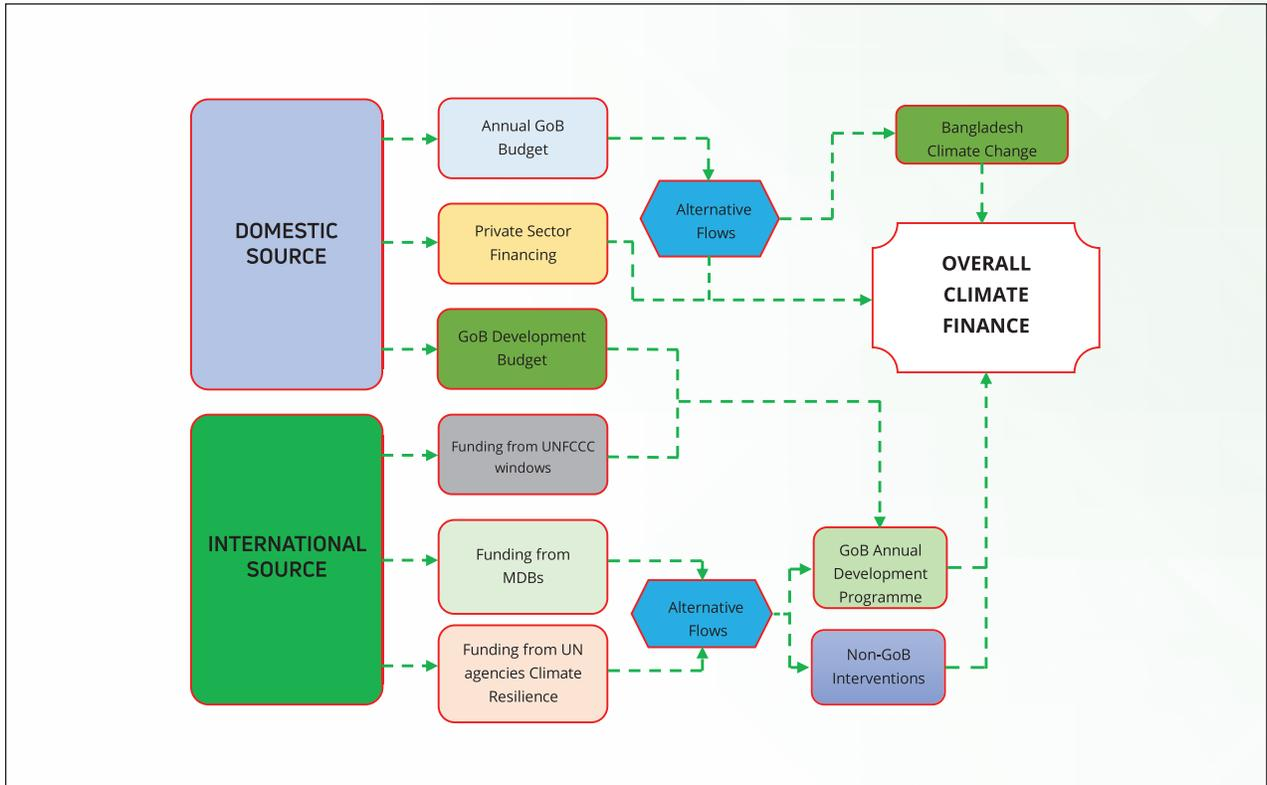 DOMESTIC
SOURCE
Annual GoB
Budget
Private Sector
Financing
GoB Development
Budget
Alternative
Flows
Bangladesh
Climate Change
OVERALL
CLIMATE
FINANCE
INTERNATIONAL
SOURCE
Funding from UNFCCC
windows
Funding from
MDBs
Funding from UN
agencies Climate
Resilience
Alternative
Flows
GoB Annual
Development
Programme
Non-GoB
Interventions